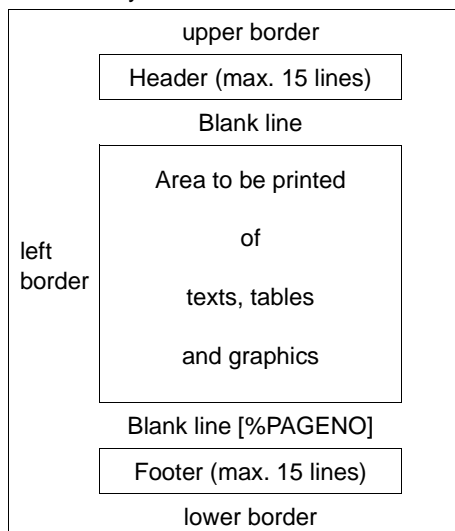 upper border
Header (max. 15 lines)
Blank line
Area to be printed
of
left
border
texts, tables
and graphics
Blank line [%PAGENO]
Footer (max. 15 lines)
lower border